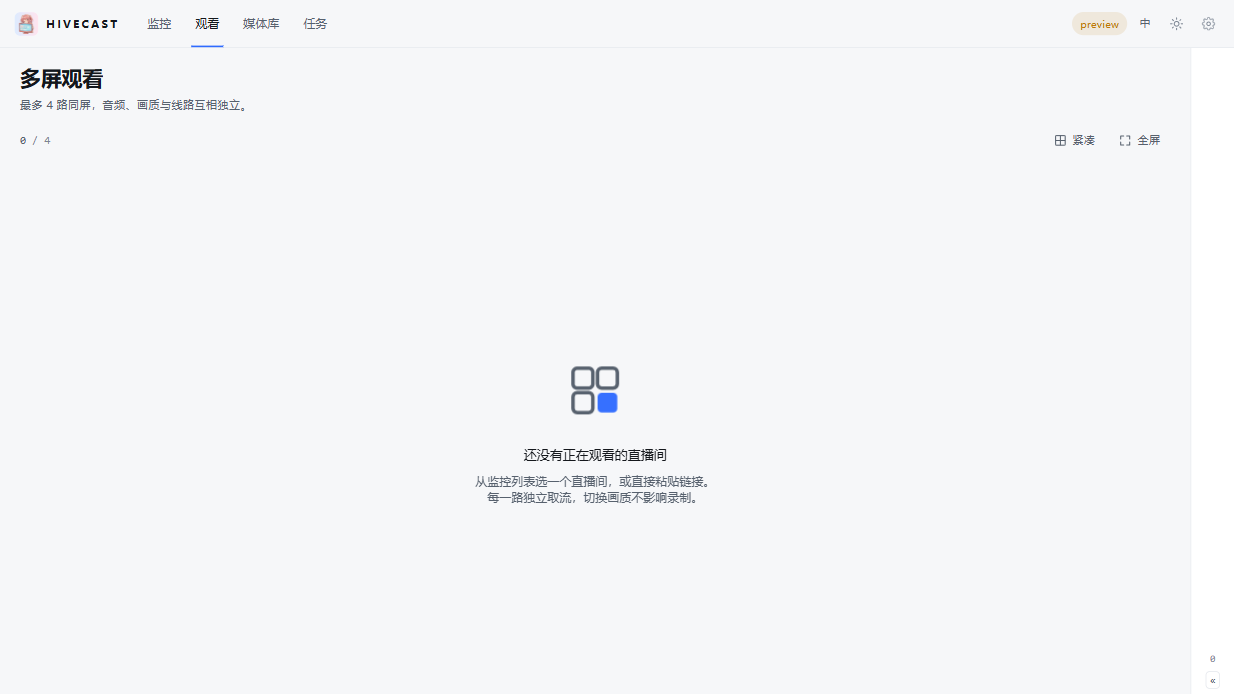 HIVECAST 监控 观看 媒体库 任务 preview 中
多屏观看
最多 4 路同屏，音频、画质与线路互相独立。
0 / 4 紧凑 全屏
还没有正在观看的直播间
从监控列表选一个直播间，或直接粘贴链接。
每一路独立取流，切换画质不影响录制。
0
«